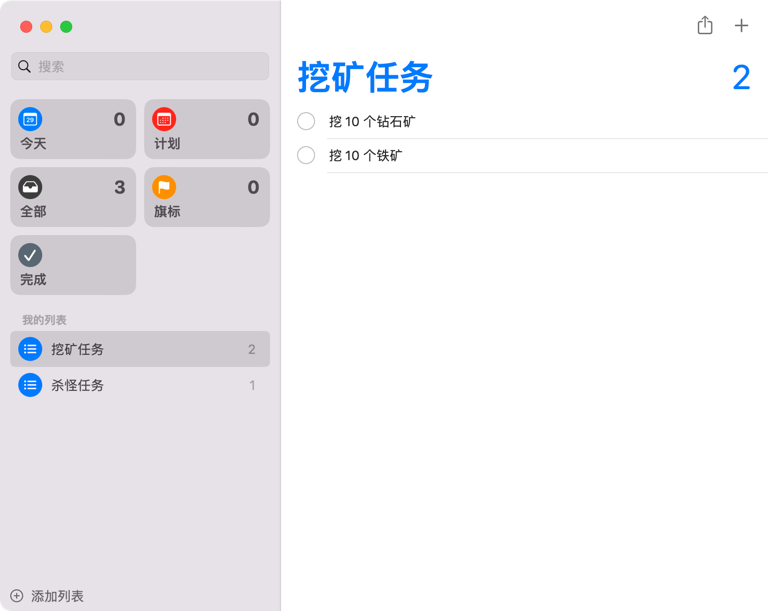 搜索
29
0
今天
0
计划
3
全部
0
旗标
完成
我的列表
挖矿任务 2
杀怪任务 1
添加列表
挖矿任务 2
挖 10 个钻石矿
挖 10 个铁矿